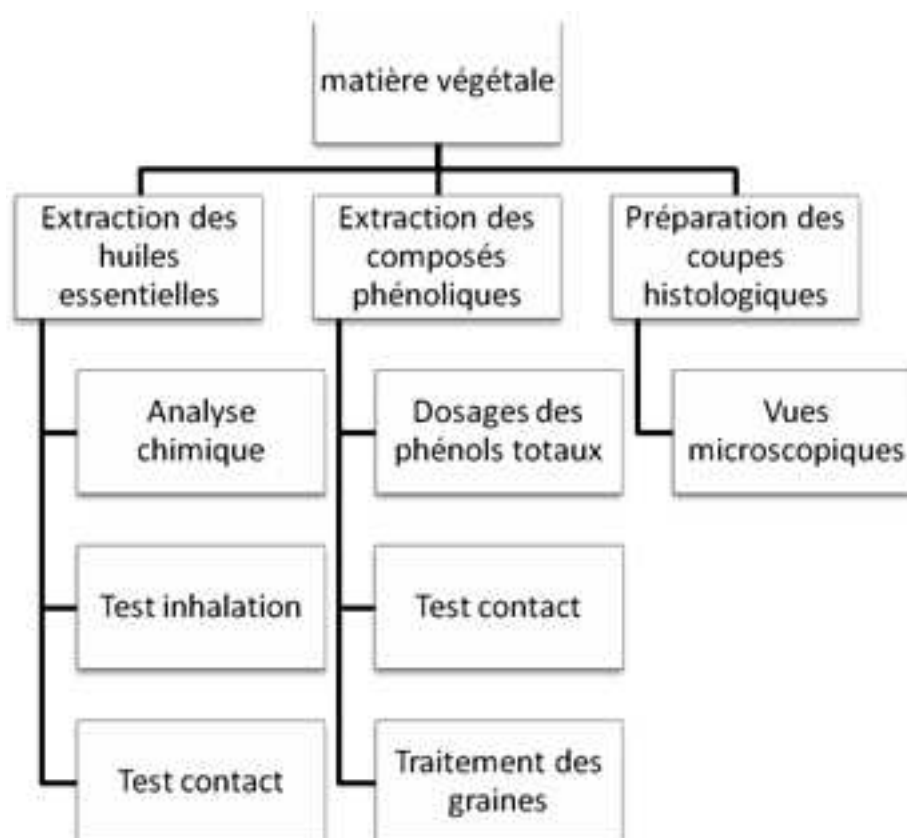 matière végétale
Extraction des
huiles
essentielles
Extraction des
composés
phénoliques
Préparation des
coupes
histologiques
Analyse
chimique
Dosages des
phénols totaux
Vues
microscopiques
Test inhalation
Test contact
Test contact
Traitement des
graines